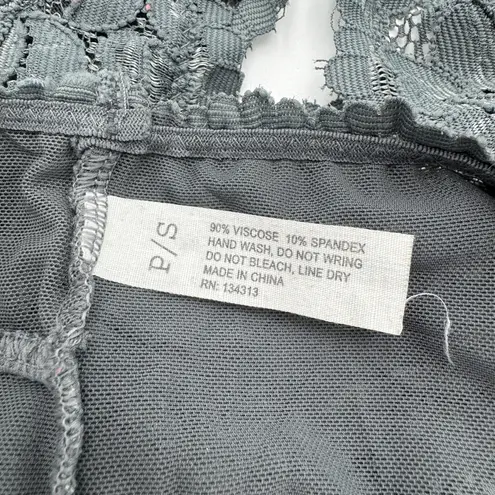 P/S
90% VISCOSE 10% SPANDEX
HAND WASH, DO NOT WRING
DO NOT BLEACH, LINE DRY
MADE IN CHINA
RN: 134313